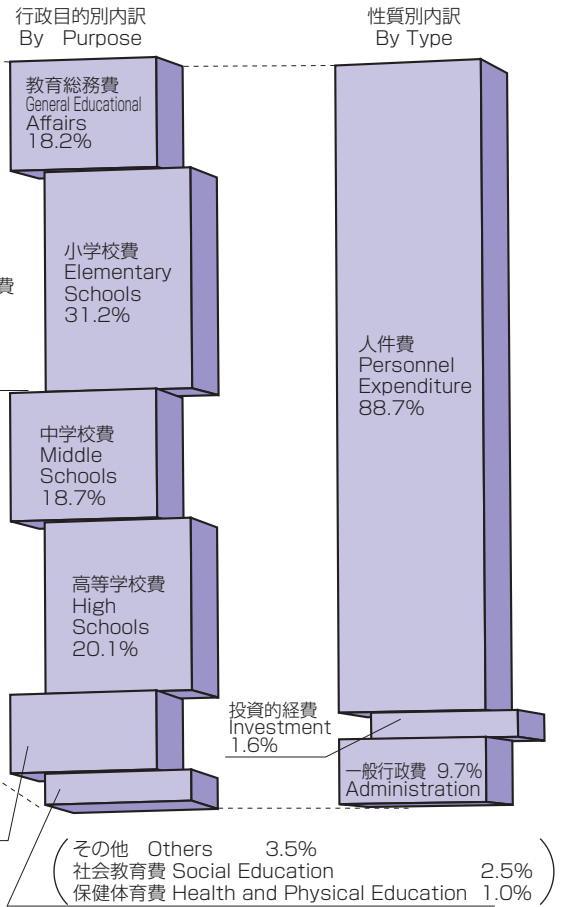 行政目的別内訳
By Purpose
性質別内訳
By Type
教育総務費
General Educational
Affairs
18.2%
小学校費
Elementary
Schools
31.2%
費
中学校費
Middle
Schools
18.7%
高等学校費
High
Schools
20.1%
人件費
Personnel
Expenditure
88.7%
投資的経費
Investment
1.6%
一般行政費 9.7%
Administration
その他 Others 3.5%
社会教育費 Social Education 2.5%
保健体育費 Health and Physical Education 1.0%